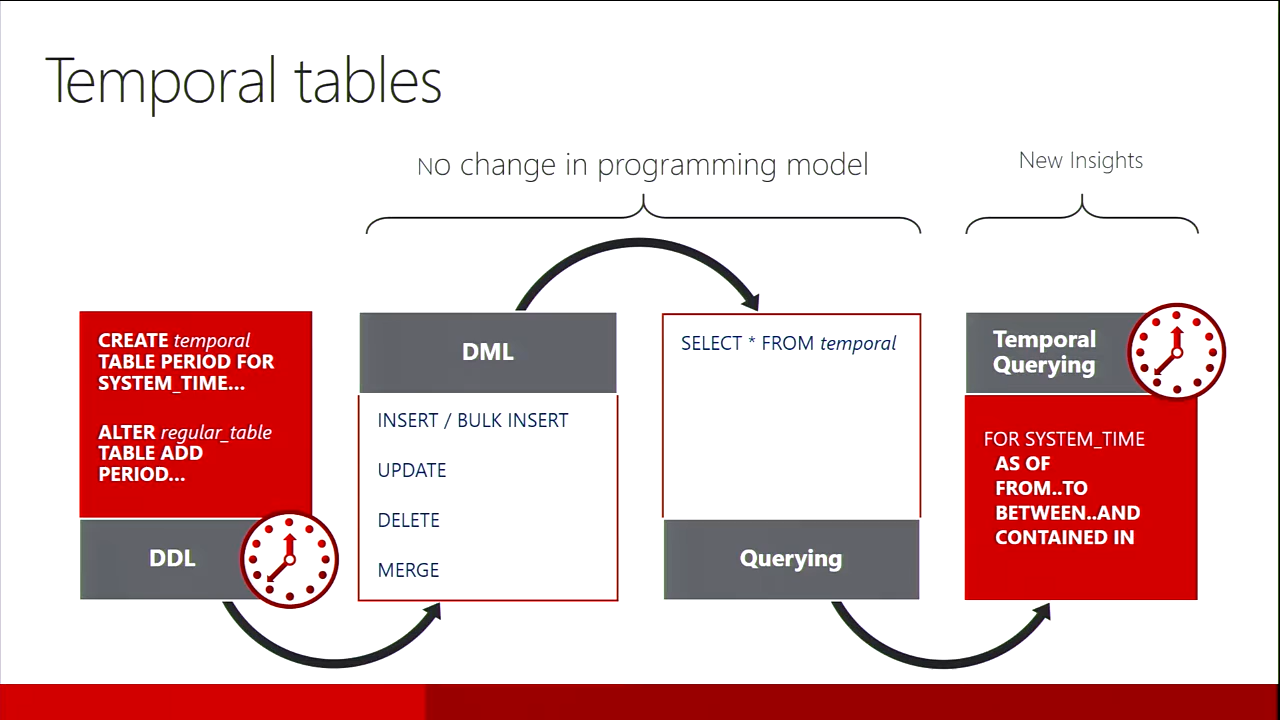 Temporal tables
No change in programming model
New Insights
CREATE temporal
TABLE PERIOD FOR
SYSTEM_TIME...
ALTER regular_table
TABLE ADD
PERIOD...
DDL
DML
INSERT / BULK INSERT
UPDATE
DELETE
MERGE
SELECT * FROM temporal
Querying
Temporal
Querying
FOR SYSTEM_TIME
AS OF
FROM..TO
BETWEEN..AND
CONTAINED IN